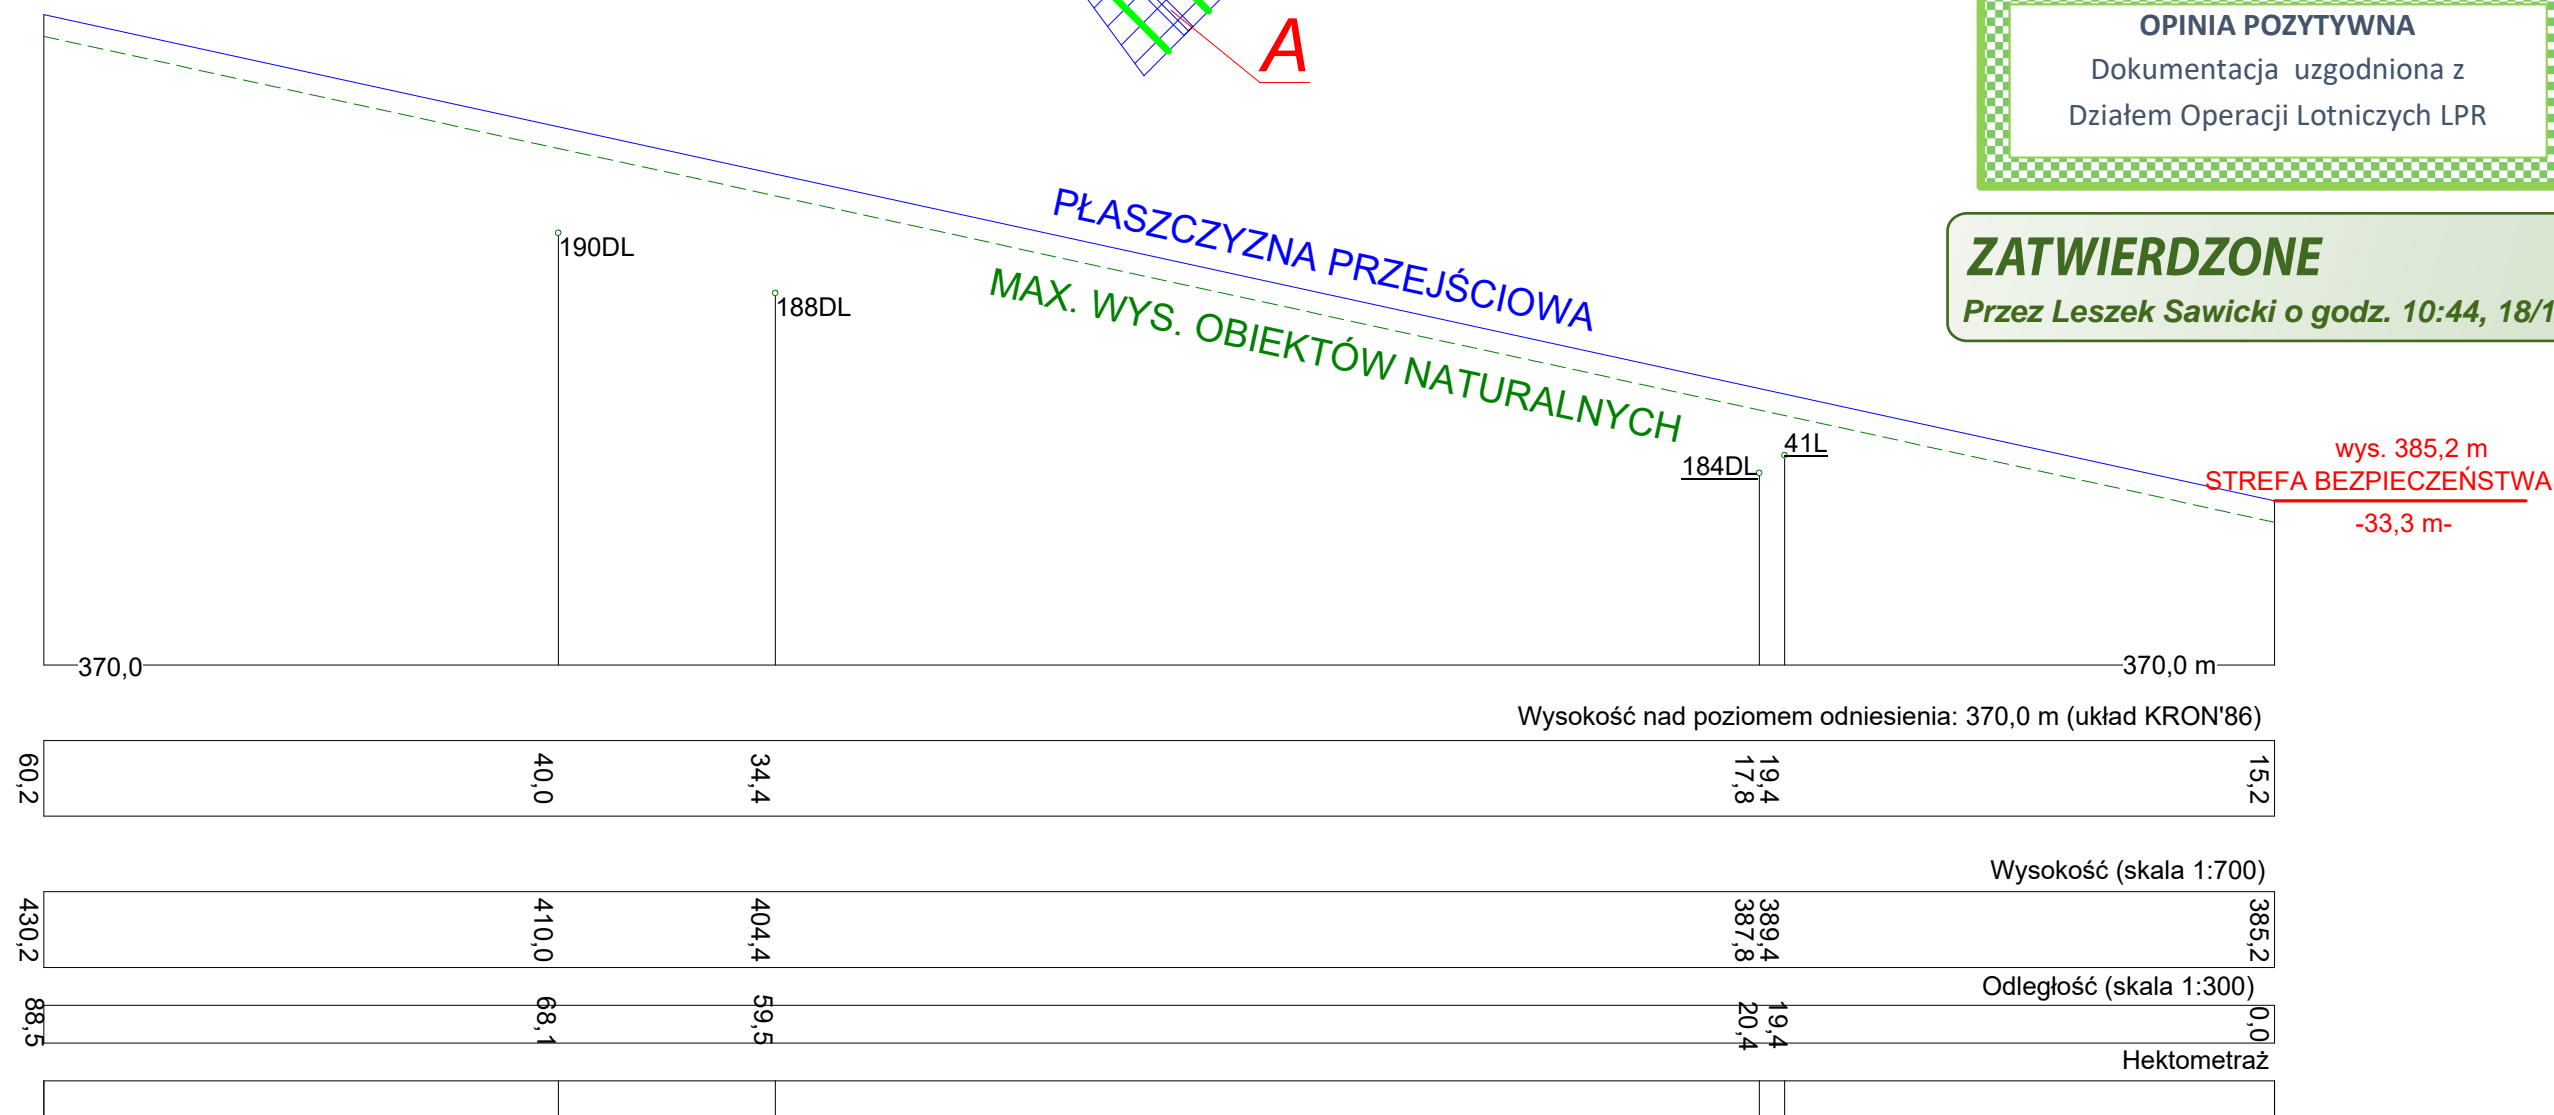 A
OPINIA POZYTYWNA
Dokumentacja uzgodniona z
Działem Operacji Lotniczych LPR
ZATWIERDZONE
Przez Leszek Sawicki o godz. 10:44, 18/1
PŁASZCZYZNA PRZEJŚCIOWA
MAX. WYS. OBIEKTÓW NATURALNYCH
190DL
188DL
184DL
41L
wys. 385,2 m
STREFA BEZPIECZEŃSTWA
-33,3 m-
370,0
370,0 m
Wysokość nad poziomem odniesienia: 370,0 m (układ KRON'86)
60,2 40,0 34,4 17,8 19,4 15,2
Wysokość (skala 1:700)
430,2 410,0 404,4 387,8 389,4 385,2
Odległość (skala 1:300)
88,5 68,1 59,5 20,4 19,4 0,0
Hektometraż